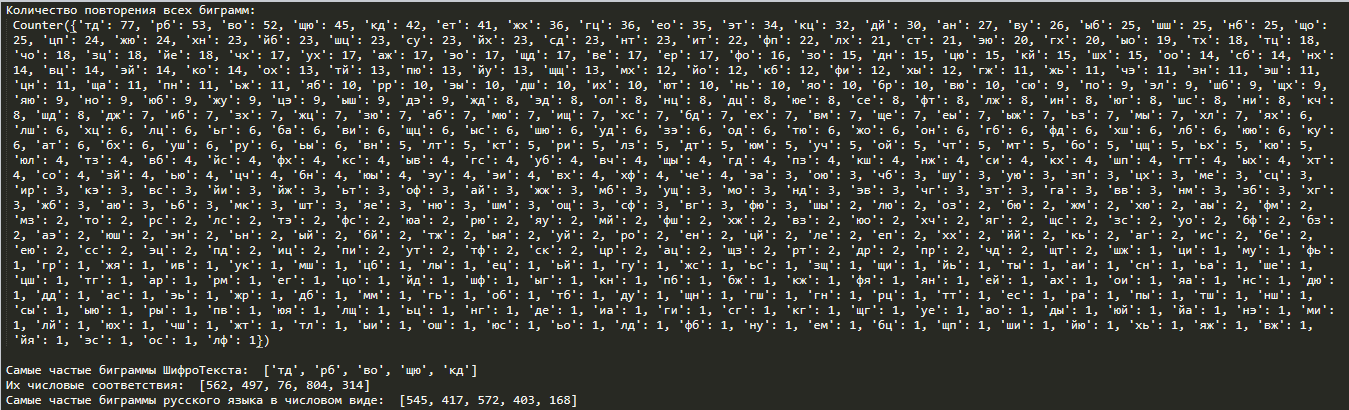 Количество повторения всех биграмм:
Counter({'тд': 77, 'рб': 53, 'во': 52, 'щю': 45, 'кд': 42, 'ет': 41, 'жх': 36, 'гц': 36, 'ео': 35, 'эт': 34, 'кц': 32, 'дй': 30, 'ан': 27, 'ву': 26, 'ыб': 25, 'шш': 25, 'нб': 25, 'що':
25, 'цп': 24, 'жю': 24, 'хн': 23, 'йб': 23, 'шц': 23, 'су': 23, 'йх': 23, 'сд': 23, 'нт': 23, 'ит': 22, 'фп': 22, 'лх': 21, 'ст': 21, 'эю': 20, 'гх': 20, 'ыо': 19, 'тх': 18, 'тц': 18,
'чо': 18, 'зц': 18, 'йе': 18, 'чх': 17, 'ух': 17, 'аж': 17, 'эо': 17, 'щд': 17, 'ве': 17, 'ер': 17, 'фо': 16, 'зо': 15, 'дн': 15, 'цю': 15, 'кй': 15, 'шх': 15, 'оо': 14, 'сб': 14, 'нх':
14, 'вц': 14, 'эй': 14, 'ко': 14, 'ох': 13, 'тй': 13, 'пю': 13, 'йу': 13, 'щщ': 13, 'мх': 12, 'йо': 12, 'кб': 12, 'фи': 12, 'хы': 12, 'гж': 11, 'жь': 11, 'чэ': 11, 'зн': 11, 'эш': 11,
'цн': 11, 'ща': 11, 'пн': 11, 'ьж': 11, 'яб': 10, 'рр': 10, 'эы': 10, 'дш': 10, 'их': 10, 'ют': 10, 'нь': 10, 'яо': 10, 'бр': 10, 'вю': 10, 'сю': 9, 'по': 9, 'эл': 9, 'шб': 9, 'щх': 9,
'яю': 9, 'но': 9, 'юб': 9, 'жу': 9, 'цэ': 9, 'ыш': 9, 'дэ': 9, 'жд': 8, 'эд': 8, 'ол': 8, 'нц': 8, 'дц': 8, 'юе': 8, 'се': 8, 'фт': 8, 'лж': 8, 'ин': 8, 'юг': 8, 'шс': 8, 'ни': 8, 'кч'
: 8, 'шд': 8, 'дж': 7, 'иб': 7, 'зх': 7, 'жц': 7, 'зю': 7, 'аб': 7, 'мю': 7, 'ищ': 7, 'хс': 7, 'бд': 7, 'ех': 7, 'вм': 7, 'ще': 7, 'еы': 7, 'ыж': 7, 'ьз': 7, 'мы': 7, 'хл': 7, 'ях': 6,
'лш': 6, 'хц': 6, 'лц': 6, 'ьг': 6, 'ба': 6, 'ви': 6, 'щц': 6, 'ыс': 6, 'шю': 6, 'уд': 6, 'зэ': 6, 'од': 6, 'тю': 6, 'жо': 6, 'он': 6, 'гб': 6, 'фд': 6, 'хш': 6, 'лб': 6, 'юю': 6, 'ку'
: 6, 'ат': 6, 'бх': 6, 'уш': 6, 'ру': 6, 'ьы': 6, 'вн': 5, 'лт': 5, 'кт': 5, 'ри': 5, 'лз': 5, 'дт': 5, 'юм': 5, 'уч': 5, 'ой': 5, 'чт': 5, 'мт': 5, 'бо': 5, 'цщ': 5, 'ьх': 5, 'кю': 5,
'юл': 4, 'тз': 4, 'вб': 4, 'йс': 4, 'фх': 4, 'кс': 4, 'ыв': 4, 'гс': 4, 'уб': 4, 'вч': 4, 'щы': 4, 'гд': 4, 'пз': 4, 'кш': 4, 'нж': 4, 'си': 4, 'кх': 4, 'шп': 4, 'гт': 4, 'ых': 4, 'хт'
: 4, 'со': 4, 'зй': 4, 'ью': 4, 'цч': 4, 'бн': 4, 'юы': 4, 'эу': 4, 'эи': 4, 'вх': 4, 'хф': 4, 'че': 4, 'эа': 3, 'ою': 3, 'чб': 3, 'шу': 3, 'ую': 3, 'зп': 3, 'цх': 3, 'ме': 3, 'сц': 3,
'ир': 3, 'кэ': 3, 'вс': 3, 'йи': 3, 'йж': 3, 'ьт': 3, 'оф': 3, 'ай': 3, 'жж': 3, 'мб': 3, 'ущ': 3, 'мо': 3, 'нд': 3, 'эв': 3, 'чг': 3, 'зт': 3, 'га': 3, 'вв': 3, 'нм': 3, 'зб': 3, 'хг'
: 3, 'жб': 3, 'аю': 3, 'ьб': 3, 'мк': 3, 'шт': 3, 'яе': 3, 'ню': 3, 'шм': 3, 'ощ': 3, 'сф': 3, 'вг': 3, 'фю': 3, 'шы': 2, 'лю': 2, 'оз': 2, 'бю': 2, 'жм': 2, 'хю': 2, 'аы': 2, 'фм': 2,
'мз': 2, 'то': 2, 'рс': 2, 'лс': 2, 'тэ': 2, 'фс': 2, 'юа': 2, 'рю': 2, 'яу': 2, 'мй': 2, 'фш': 2, 'хж': 2, 'вз': 2, 'юо': 2, 'хч': 2, 'яг': 2, 'щс': 2, 'зс': 2, 'уо': 2, 'бф': 2, 'бз'
: 2, 'аэ': 2, 'юш': 2, 'эн': 2, 'ьн': 2, 'ый': 2, 'бй': 2, 'тж': 2, 'ыя': 2, 'уй': 2, 'ро': 2, 'ен': 2, 'цй': 2, 'ле': 2, 'еп': 2, 'хх': 2, 'йй': 2, 'кь': 2, 'аг': 2, 'ис': 2, 'бе': 2,
'ею': 2, 'сс': 2, 'эц': 2, 'пд': 2, 'иц': 2, 'пи': 2, 'ут': 2, 'тф': 2, 'ск': 2, 'цр': 2, 'ац': 2, 'щз': 2, 'рт': 2, 'др': 2, 'пр': 2, 'чд': 2, 'щт': 2, 'шж': 1, 'ци': 1, 'му': 1, 'фь'
: 1, 'гр': 1, 'жя': 1, 'ив': 1, 'ук': 1, 'мш': 1, 'цб': 1, 'лы': 1, 'ец': 1, 'ьй': 1, 'гу': 1, 'жс': 1, 'ьс': 1, 'зщ': 1, 'щи': 1, 'йь': 1, 'ты': 1, 'аи': 1, 'сн': 1, 'ьа': 1, 'ше': 1,
'цш': 1, 'тг': 1, 'ар': 1, 'рм': 1, 'ег': 1, 'цо': 1, 'йд': 1, 'шф': 1, 'ыг': 1, 'кн': 1, 'пб': 1, 'бж': 1, 'кж': 1, 'фя': 1, 'ян': 1, 'ей': 1, 'ах': 1, 'ои': 1, 'яа': 1, 'нс': 1, 'дю'
: 1, 'дд': 1, 'ас': 1, 'эь': 1, 'жр': 1, 'дб': 1, 'мм': 1, 'гь': 1, 'об': 1, 'тб': 1, 'ду': 1, 'щн': 1, 'гш': 1, 'гн': 1, 'рц': 1, 'тт': 1, 'ес': 1, 'ра': 1, 'пы': 1, 'тш': 1, 'нш': 1,
'сы': 1, 'ыю': 1, 'ры': 1, 'пв': 1, 'юя': 1, 'лщ': 1, 'ьц': 1, 'нг': 1, 'де': 1, 'иа': 1, 'ги': 1, 'сг': 1, 'кг': 1, 'щг': 1, 'уе': 1, 'ао': 1, 'ды': 1, 'юй': 1, 'йа': 1, 'нэ': 1, 'ми'
: 1, 'лй': 1, 'юх': 1, 'чш': 1, 'жт': 1, 'тл': 1, 'ыи': 1, 'ош': 1, 'юс': 1, 'ьо': 1, 'лд': 1, 'фб': 1, 'ну': 1, 'ем': 1, 'бц': 1, 'щп': 1, 'ши': 1, 'йю': 1, 'хь': 1, 'яж': 1, 'вж': 1,
'йя': 1, 'эс': 1, 'ос': 1, 'лф': 1})
Самые частые биграммы ШифроТекста:  ['тд', 'рб', 'во', 'щю', 'кд']
Их числовые соответствия:  [562, 497, 76, 804, 314]
Самые частые биграммы русского языка в числовом виде:  [545, 417, 572, 403, 168]